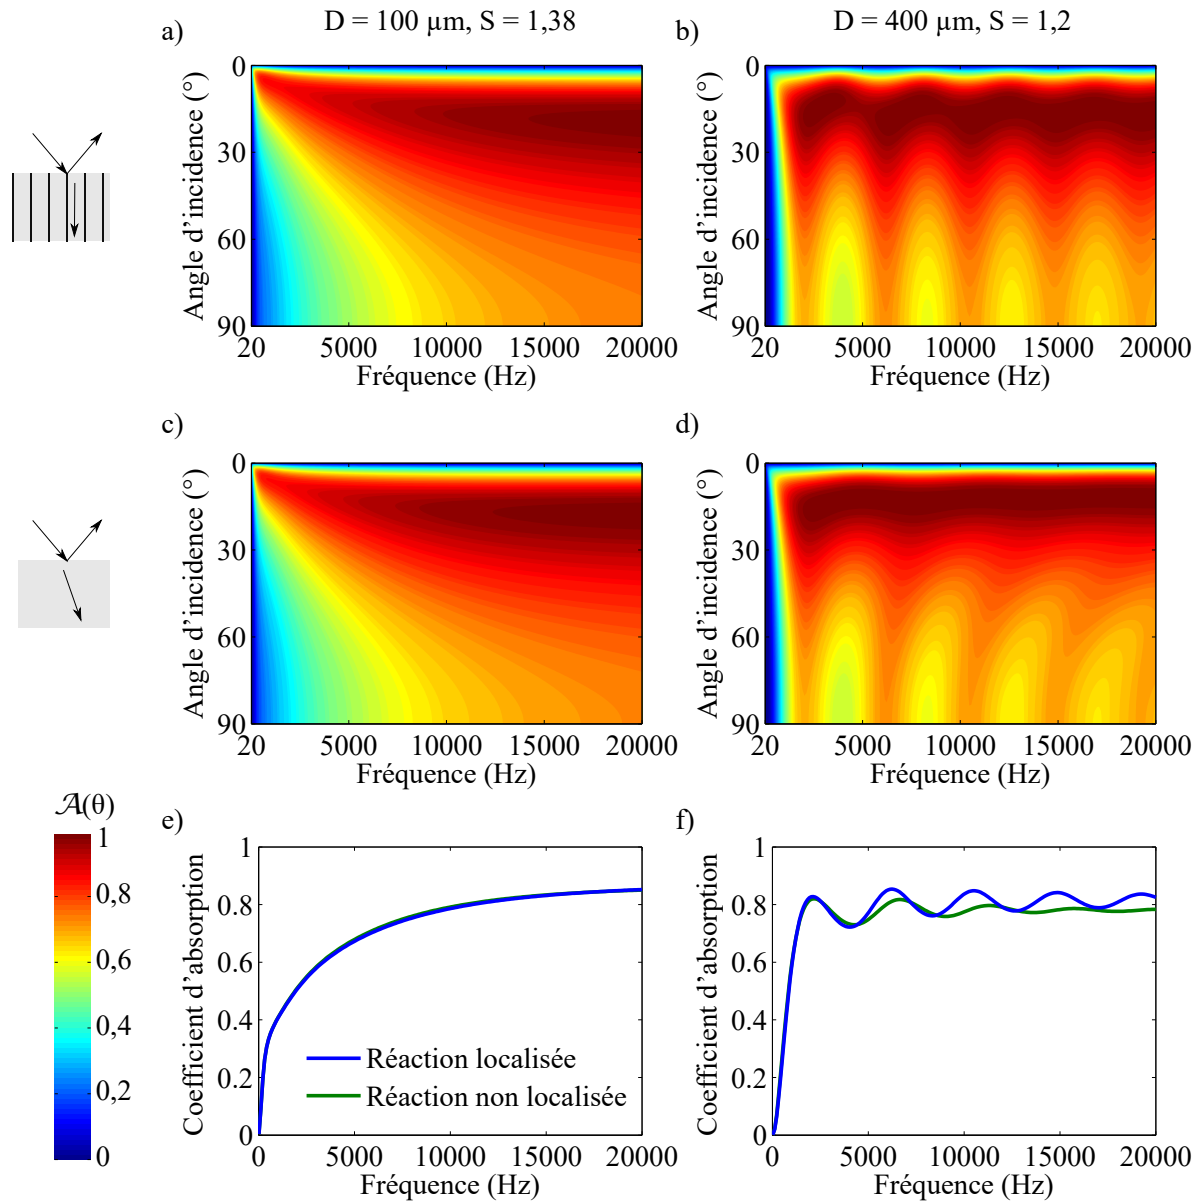 D = 100 µm, S = 1,38
D = 400 µm, S = 1,2
a)
b)
Angle d'incidence (°)
0
30
60
90
20 5000 10000 15000 20000
Fréquence (Hz)
Angle d'incidence (°)
0
30
60
90
20 5000 10000 15000 20000
Fréquence (Hz)
c)
d)
Angle d'incidence (°)
0
30
60
90
20 5000 10000 15000 20000
Fréquence (Hz)
Angle d'incidence (°)
0
30
60
90
20 5000 10000 15000 20000
Fréquence (Hz)
𝒜(θ)
1
0,8
0,6
0,4
0,2
0
e)
f)
Coefficient d'absorption
1
0.8
0.6
0.4
0.2
0
Réaction localisée
Réaction non localisée
0 5000 10000 15000 20000
Fréquence (Hz)
Coefficient d'absorption
1
0.8
0.6
0.4
0.2
0
0 5000 10000 15000 20000
Fréquence (Hz)